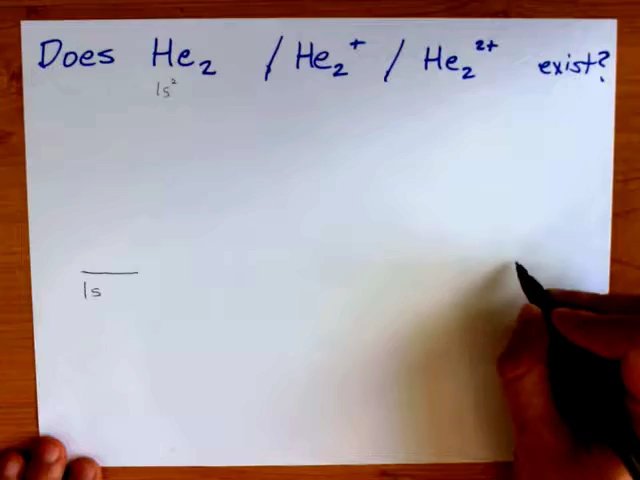 Does He₂ / He₂⁺ / He₂²⁺ exist?
1s²
1s